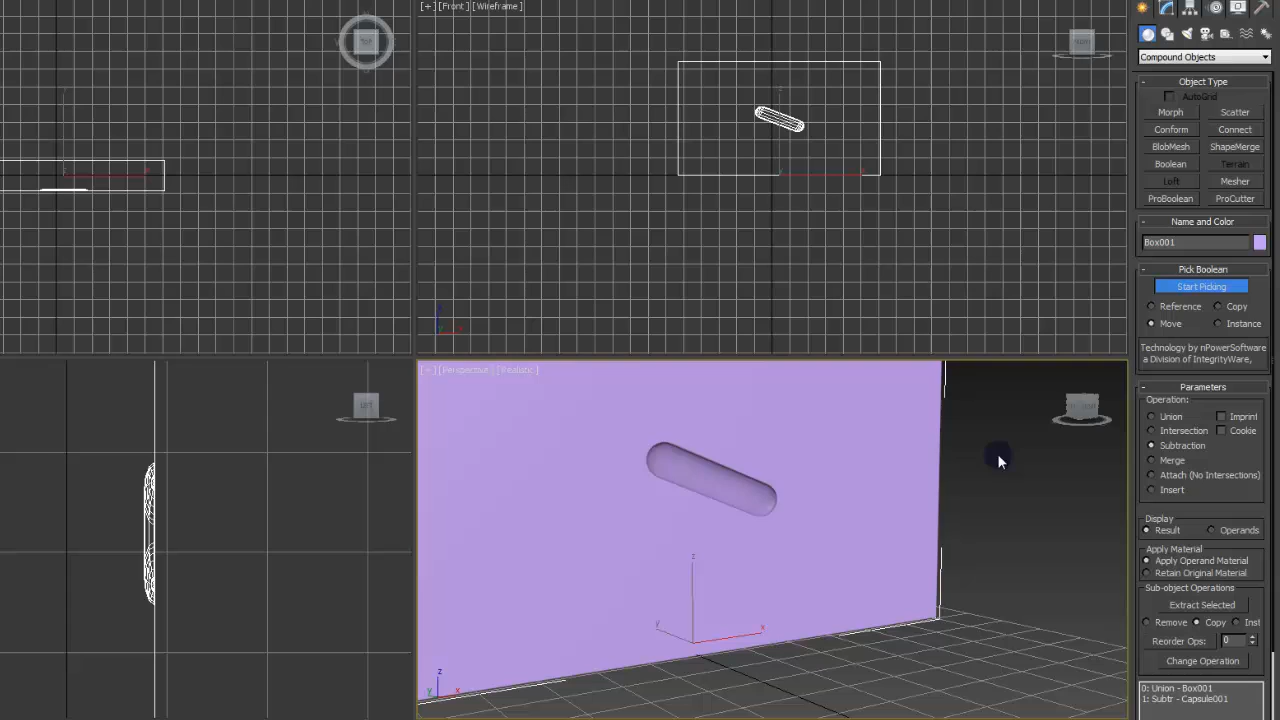 [+] [Front] [Wireframe]
[+] [Perspective] [Realistic]
Compound Objects
Object Type
AutoGrid
Morph Scatter
Conform Connect
BlobMesh ShapeMerge
Boolean Terrain
Loft Mesher
ProBoolean ProCutter
Name and Color
Box001
Pick Boolean
Start Picking
Reference Copy
Move Instance
Technology by nPowerSoftware
a Division of IntegrityWare,
Parameters
Operation:
Union Imprint
Intersection Cookie
Subtraction
Merge
Attach (No Intersections)
Insert
Display
Result Operands
Apply Material
Apply Operand Material
Retain Original Material
Sub-object Operations
Extract Selected
Remove Copy Inst
Reorder Ops: 0
Change Operation
0: Union - Box001
1: Subtr - Capsule001